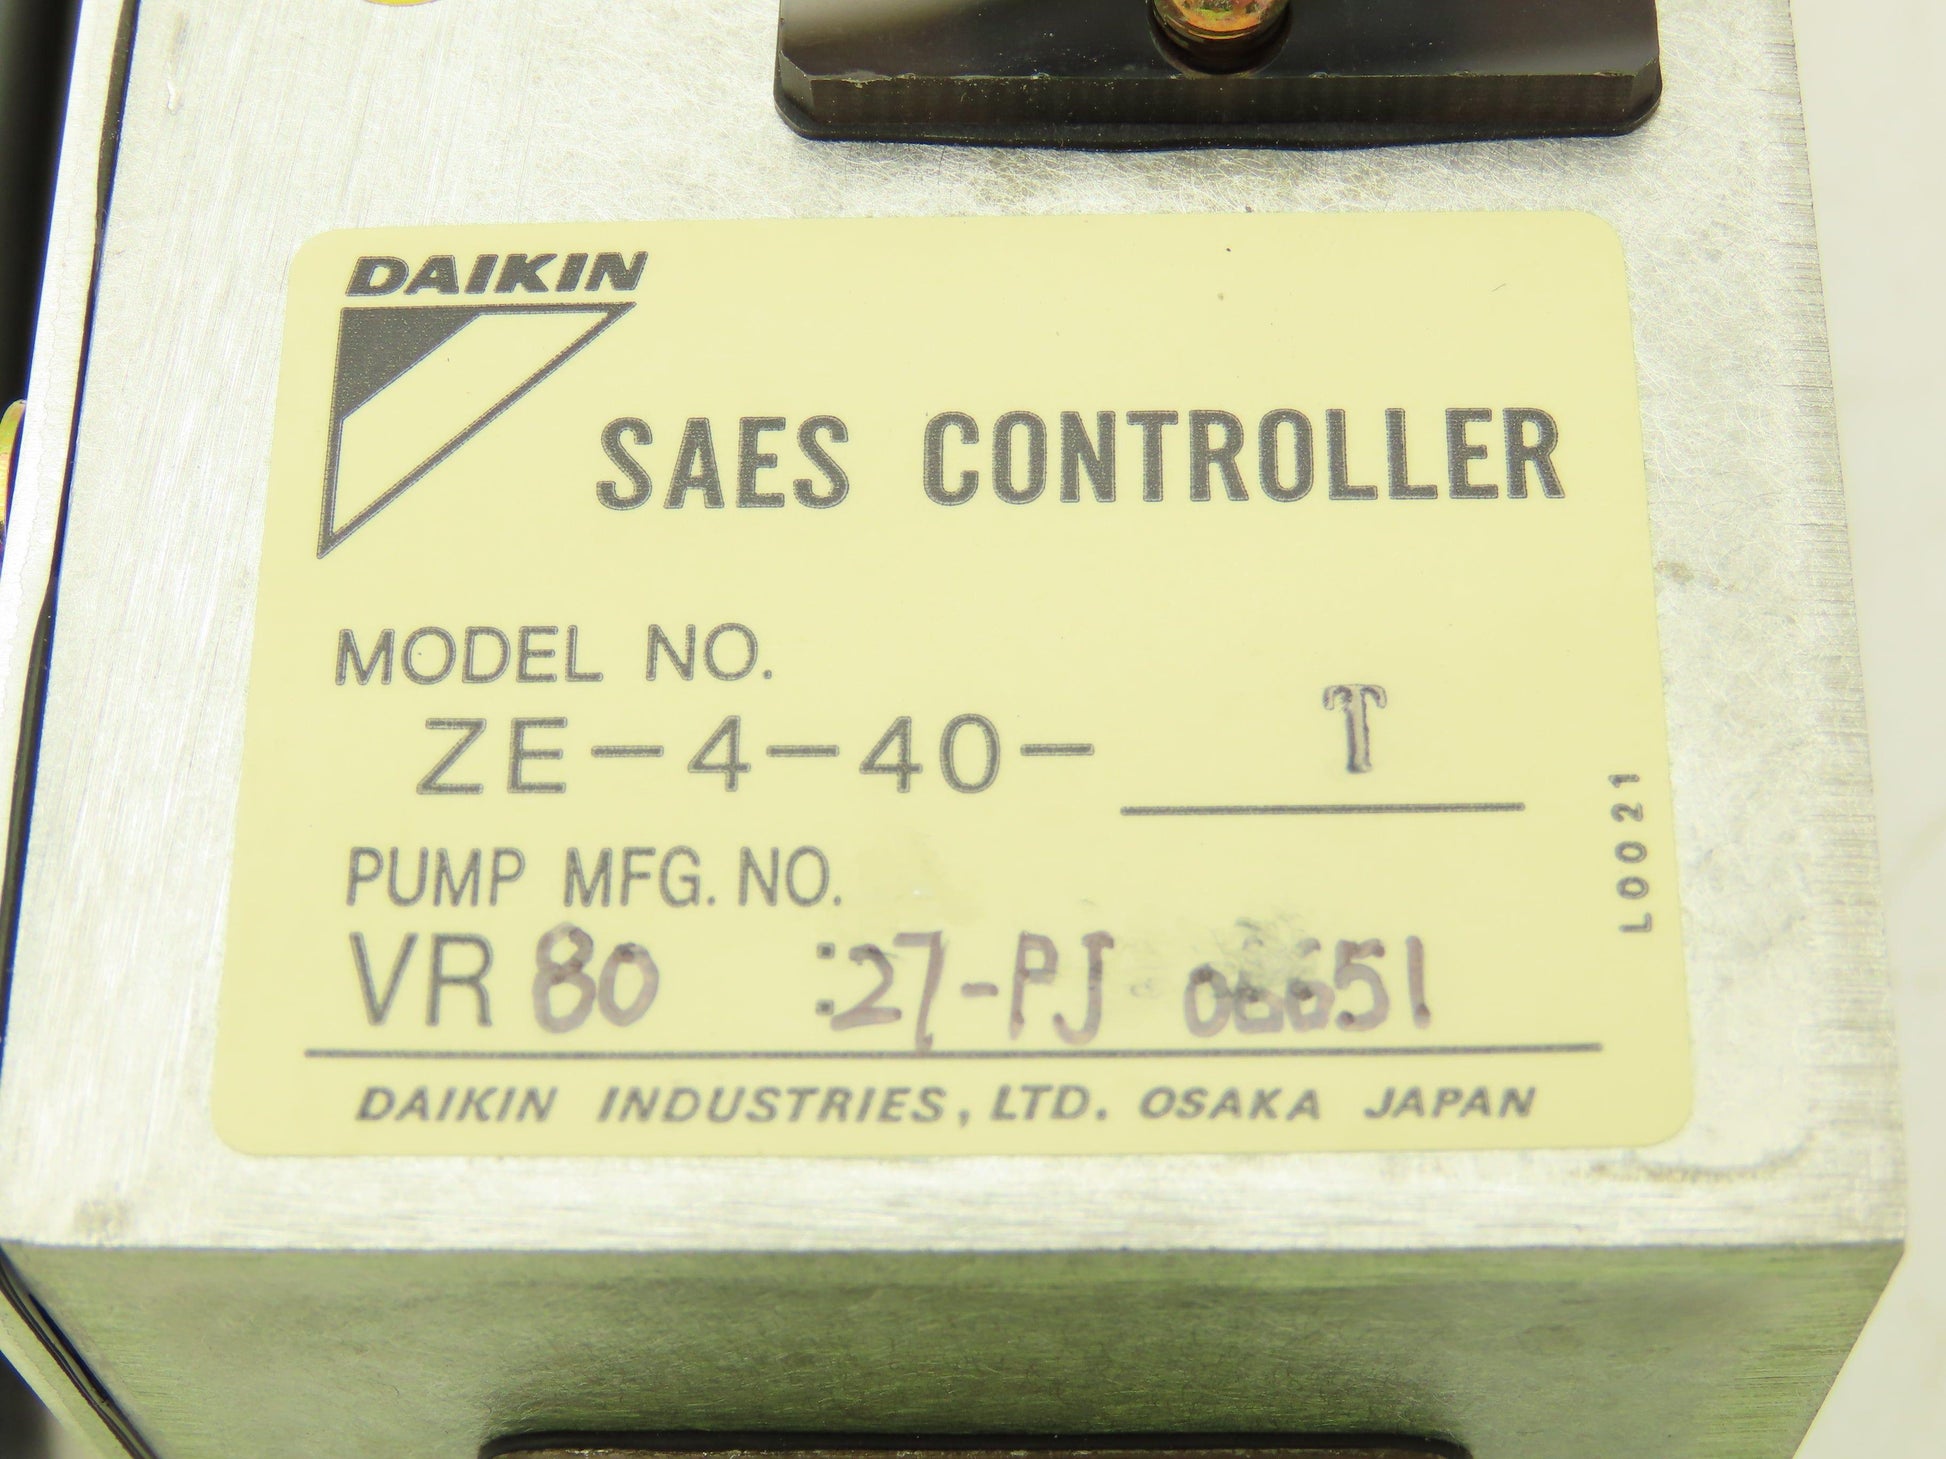 DAIKIN
SAES CONTROLLER
MODEL NO.
ZE-4-40- T
L0021
PUMP MFG. NO.
VR 80 :27-PJ 06651
DAIKIN INDUSTRIES, LTD. OSAKA JAPAN